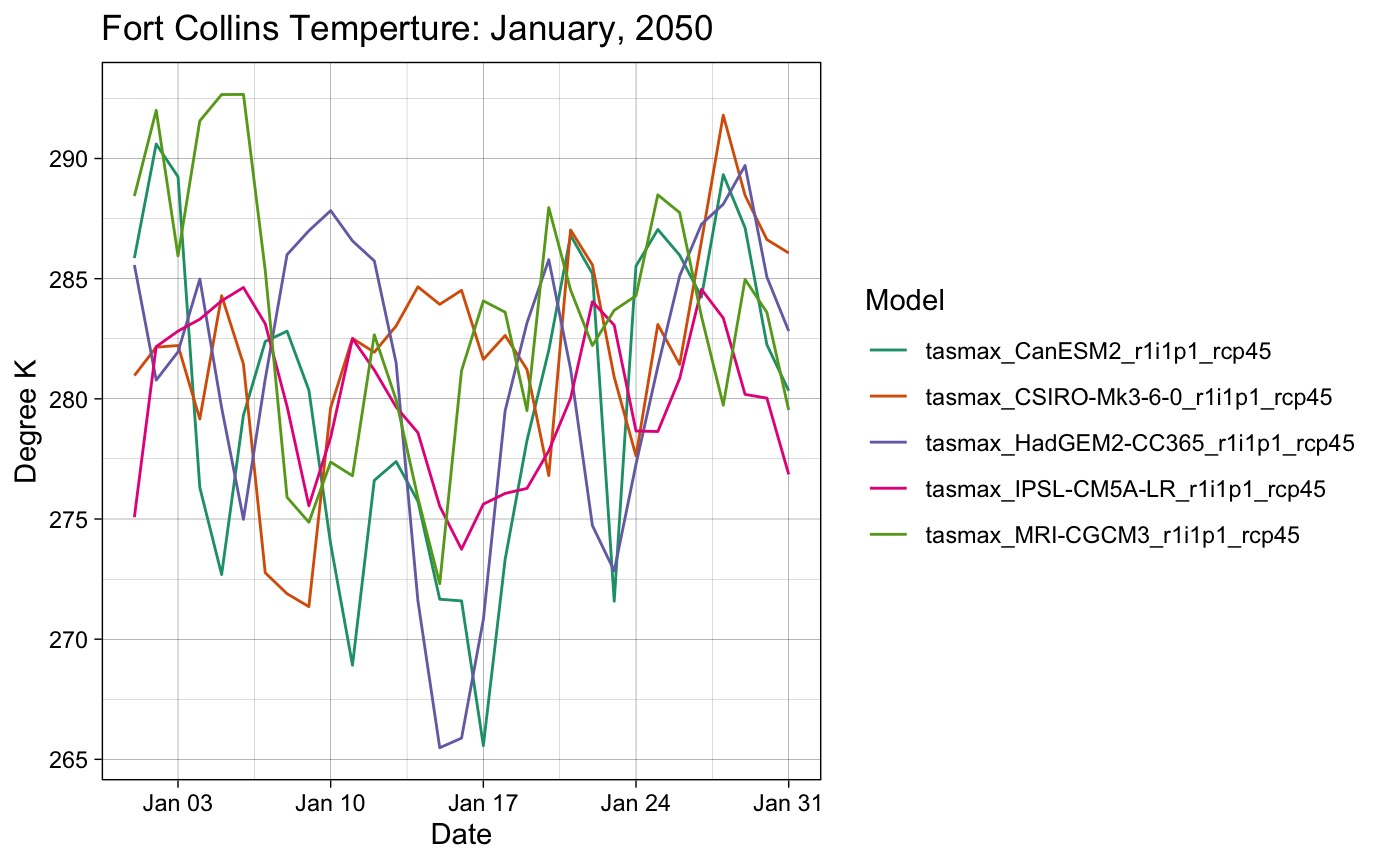 Fort Collins Temperture: January, 2050
Degree K
290
285
280
275
270
265
Jan 03 Jan 10 Jan 17 Jan 24 Jan 31
Date
Model
tasmax_CanESM2_r1i1p1_rcp45
tasmax_CSIRO-Mk3-6-0_r1i1p1_rcp45
tasmax_HadGEM2-CC365_r1i1p1_rcp45
tasmax_IPSL-CM5A-LR_r1i1p1_rcp45
tasmax_MRI-CGCM3_r1i1p1_rcp45